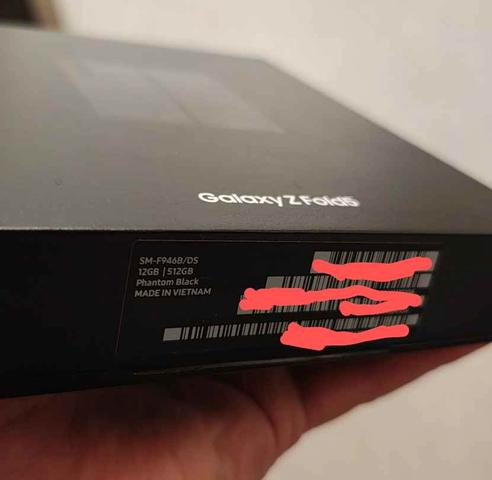 Galaxy Z Fold5
SM-F946B/DS
12GB | 512GB
Phantom Black
MADE IN VIETNAM